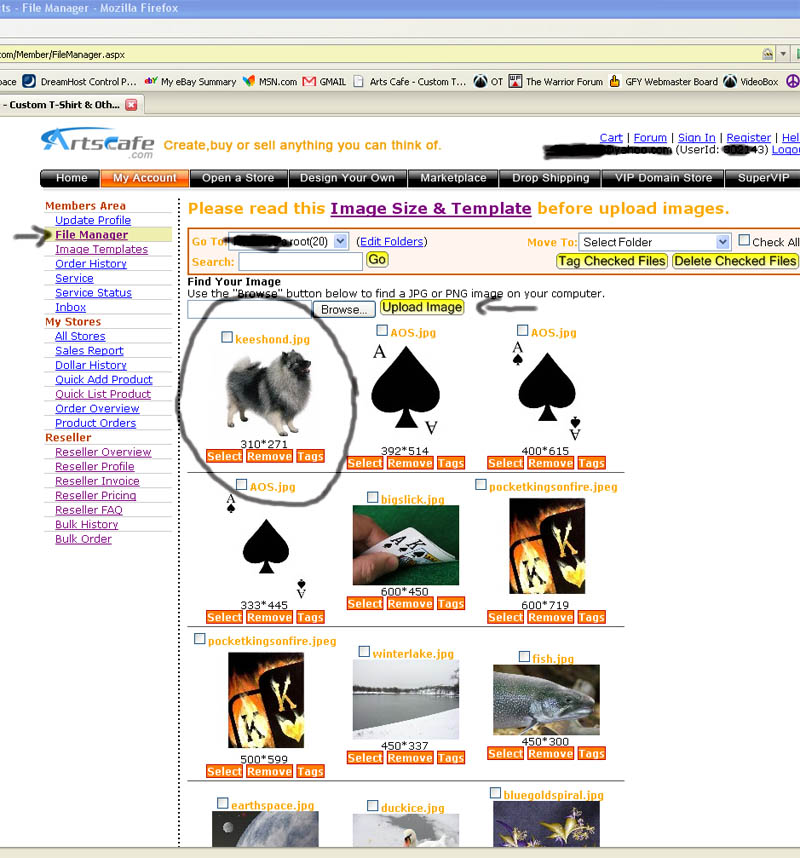 ts - File Manager - Mozilla Firefox
com/Member/FileManager.aspx
pace DreamHost Control P... My eBay Summary MSN.com GMAIL Arts Cafe - Custom T... OT The Warrior Forum GFY Webmaster Board VideoBox
- Custom T-Shirt & Oth...
ArtsCafe .com Create,buy or sell anything you can think of.
Cart | Forum | Sign In | Register | Hel
@yahoo.com (UserId: 902143) Logou
Home My Account Open a Store Design Your Own Marketplace Drop Shipping VIP Domain Store SuperVIP
Members Area
Update Profile
File Manager
Image Templates
Order History
Service
Service Status
Inbox
My Stores
All Stores
Sales Report
Dollar History
Quick Add Product
Quick List Product
Order Overview
Product Orders
Reseller
Reseller Overview
Reseller Profile
Reseller Invoice
Reseller Pricing
Reseller FAQ
Bulk History
Bulk Order
Please read this Image Size & Template before upload images.
Go To: root(20) (Edit Folders) Move To: Select Folder Check All
Search: Go Tag Checked Files Delete Checked Files
Find Your Image
Use the "Browse" button below to find a JPG or PNG image on your computer.
Browse... Upload Image
keeshond.jpg
310*271
Select Remove Tags
AOS.jpg
A
A
392*514
Select Remove Tags
AOS.jpg
A
A
400*615
Select Remove Tags
AOS.jpg
A
A
333*445
Select Remove Tags
bigslick.jpg
A K
600*450
Select Remove Tags
pocketkingsonfire.jpeg
K K
600*719
Select Remove Tags
pocketkingsonfire.jpeg
K K
500*599
Select Remove Tags
winterlake.jpg
450*337
Select Remove Tags
fish.jpg
450*300
Select Remove Tags
earthspace.jpg
duckice.jpg
bluegoldspiral.jpg